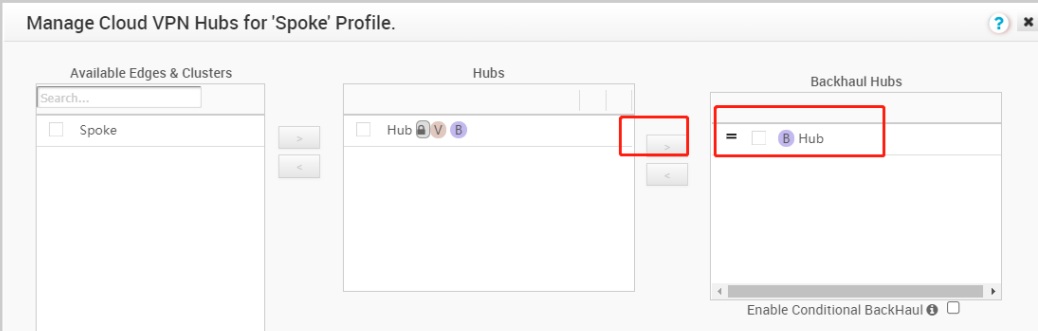 Manage Cloud VPN Hubs for 'Spoke' Profile.
?
Available Edges & Clusters
Search...
Spoke
>
<
Hubs
Hub V B
>
<
Backhaul Hubs
B Hub
Enable Conditional BackHaul